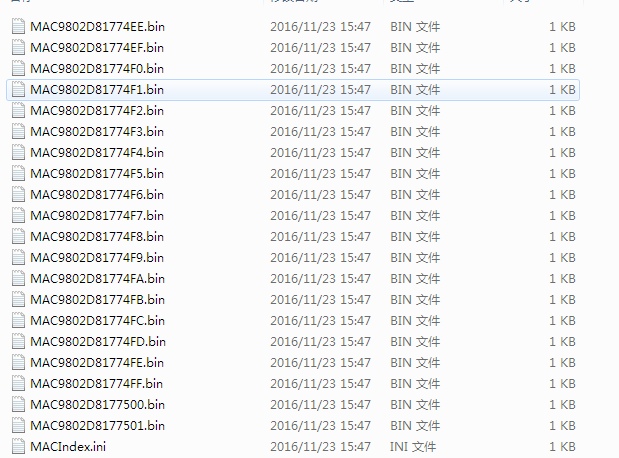 MAC9802D81774EE.bin 2016/11/23 15:47 BIN 文件 1 KB
MAC9802D81774EF.bin 2016/11/23 15:47 BIN 文件 1 KB
MAC9802D81774F0.bin 2016/11/23 15:47 BIN 文件 1 KB
MAC9802D81774F1.bin 2016/11/23 15:47 BIN 文件 1 KB
MAC9802D81774F2.bin 2016/11/23 15:47 BIN 文件 1 KB
MAC9802D81774F3.bin 2016/11/23 15:47 BIN 文件 1 KB
MAC9802D81774F4.bin 2016/11/23 15:47 BIN 文件 1 KB
MAC9802D81774F5.bin 2016/11/23 15:47 BIN 文件 1 KB
MAC9802D81774F6.bin 2016/11/23 15:47 BIN 文件 1 KB
MAC9802D81774F7.bin 2016/11/23 15:47 BIN 文件 1 KB
MAC9802D81774F8.bin 2016/11/23 15:47 BIN 文件 1 KB
MAC9802D81774F9.bin 2016/11/23 15:47 BIN 文件 1 KB
MAC9802D81774FA.bin 2016/11/23 15:47 BIN 文件 1 KB
MAC9802D81774FB.bin 2016/11/23 15:47 BIN 文件 1 KB
MAC9802D81774FC.bin 2016/11/23 15:47 BIN 文件 1 KB
MAC9802D81774FD.bin 2016/11/23 15:47 BIN 文件 1 KB
MAC9802D81774FE.bin 2016/11/23 15:47 BIN 文件 1 KB
MAC9802D81774FF.bin 2016/11/23 15:47 BIN 文件 1 KB
MAC9802D8177500.bin 2016/11/23 15:47 BIN 文件 1 KB
MAC9802D8177501.bin 2016/11/23 15:47 BIN 文件 1 KB
MACIndex.ini 2016/11/23 15:47 INI 文件 1 KB